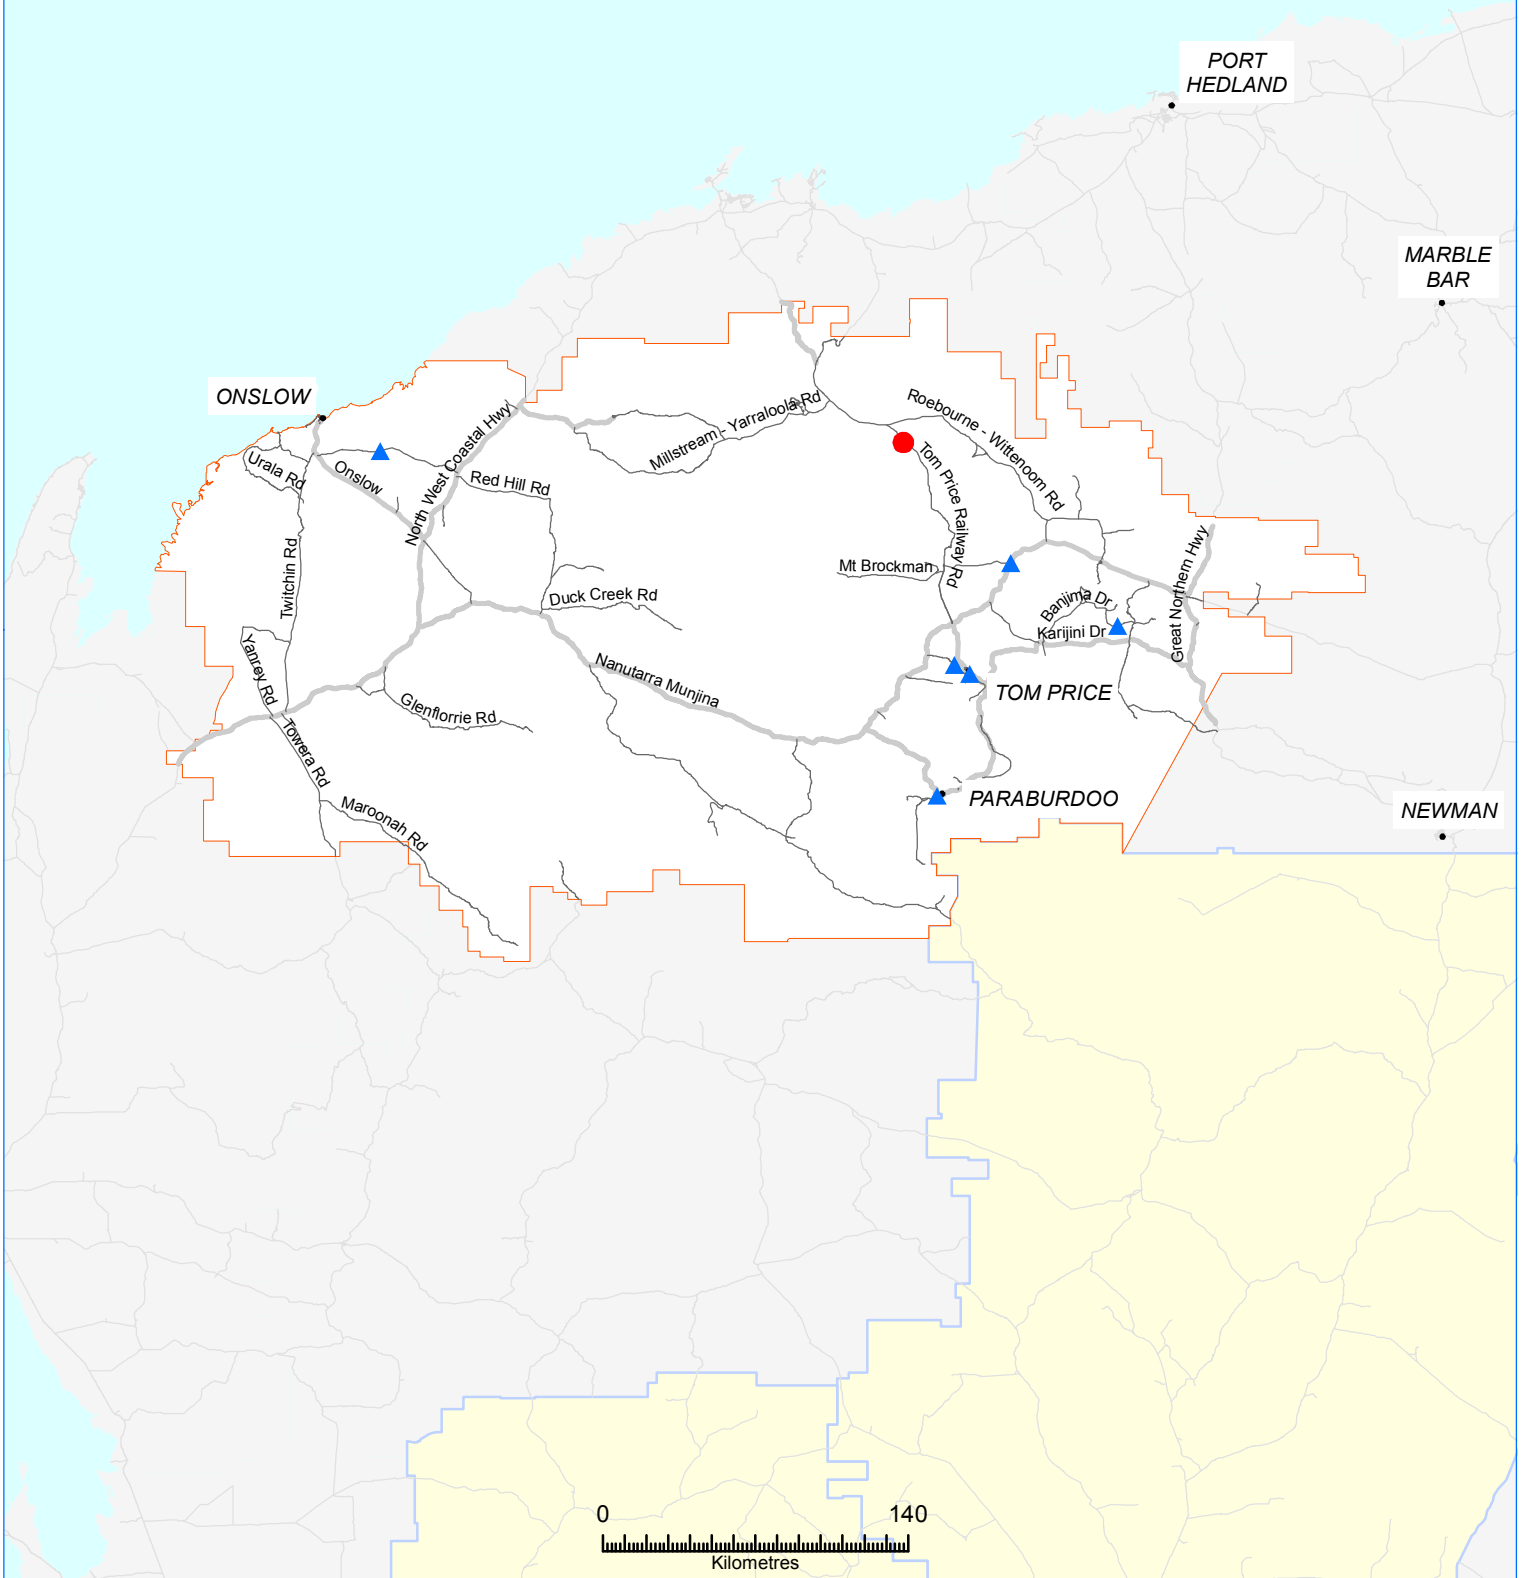 PORT
HEDLAND
MARBLE
BAR
ONSLOW
Roebourne - Wittenoom Rd
Millstream - Yarraloola Rd
North West Coastal Hwy
Tom Price Railway Rd
Urala Rd
Onslow
Red Hill Rd
Great Northern Hwy
Twitchin Rd
Mt Brockman
Duck Creek Rd
Banjima Dr
Karijini Dr
Yanrey Rd
Nanutarra Munjina
TOM PRICE
Glenflorrie Rd
Towera Rd
PARABURDOO
Maroonah Rd
NEWMAN
0 140
Kilometres